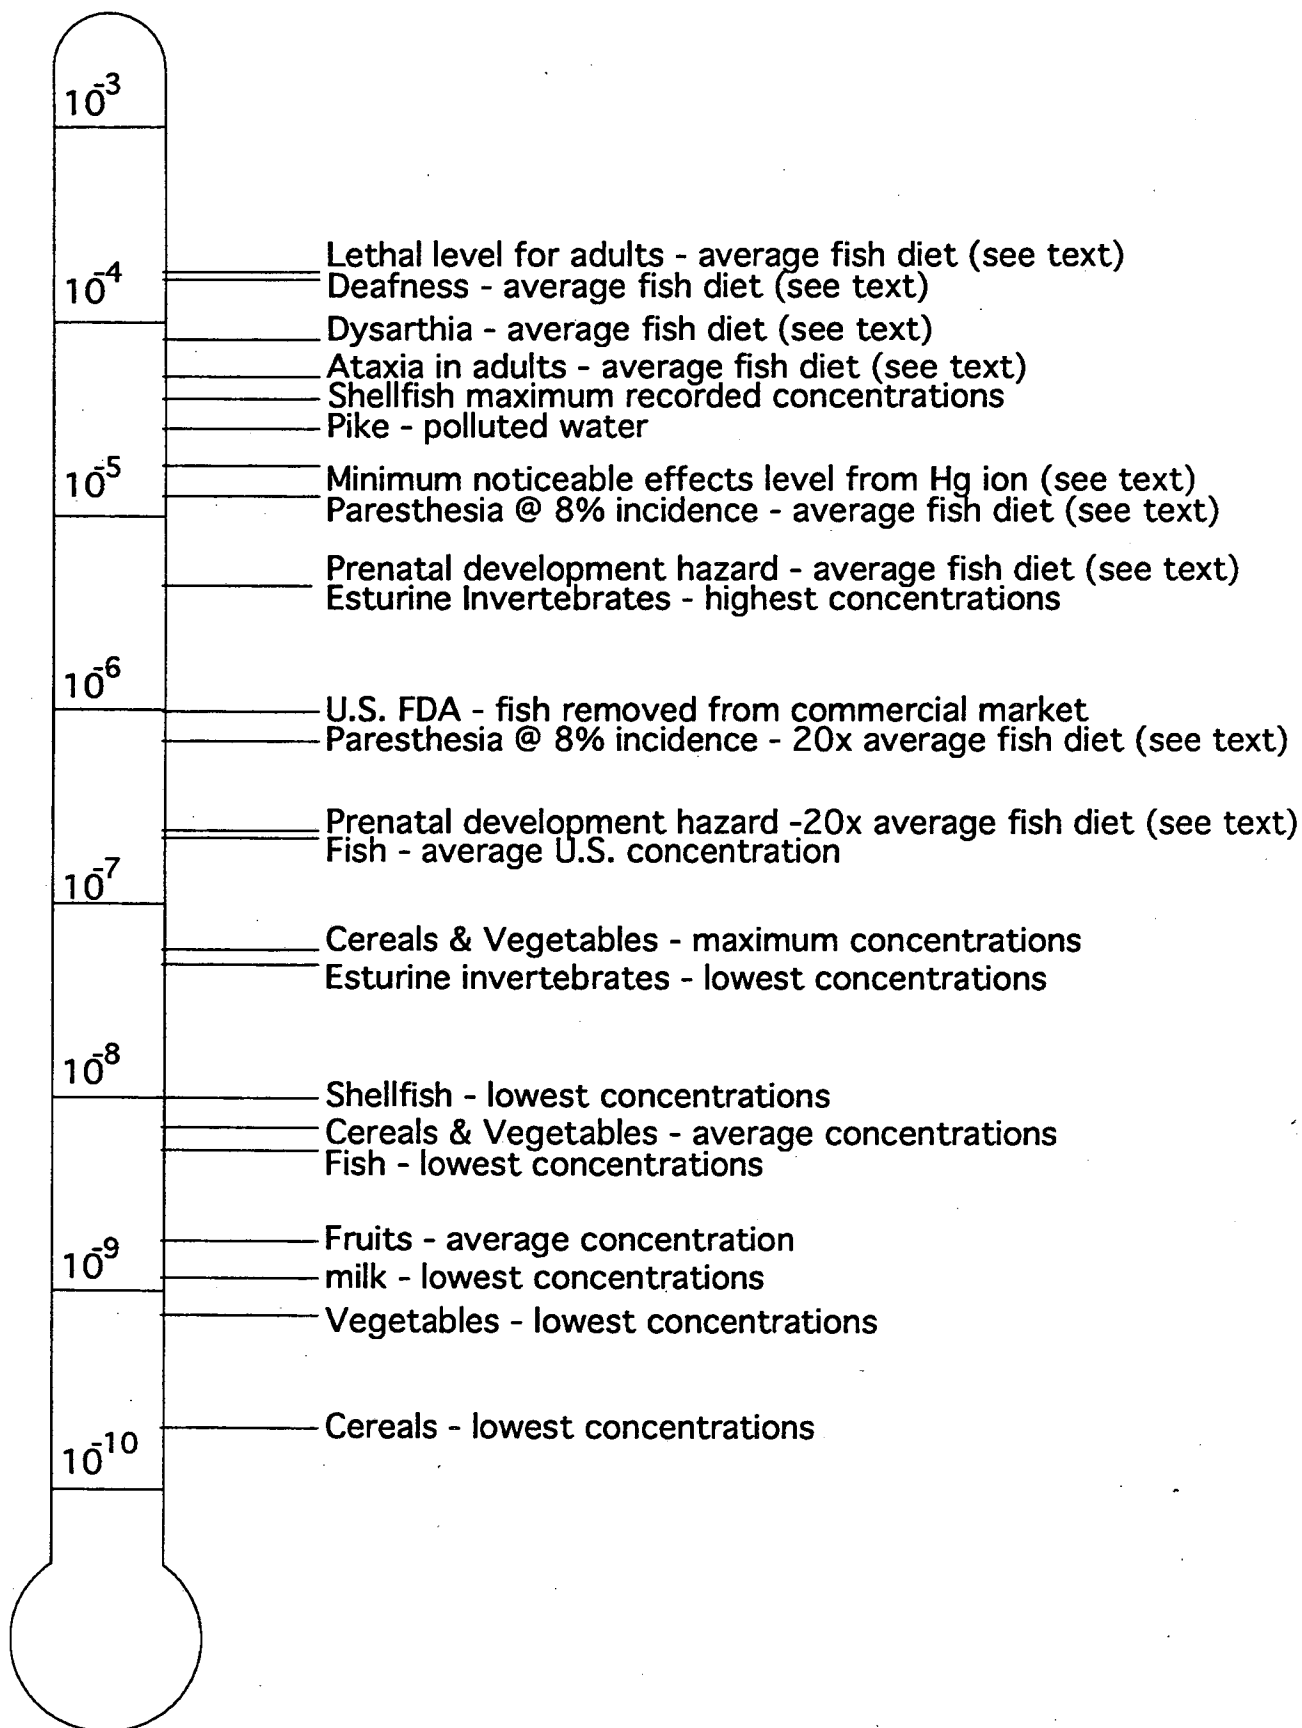 10-3
Lethal level for adults - average fish diet (see text)
10-4
Deafness - average fish diet (see text)
Dysarthia - average fish diet (see text)
Ataxia in adults - average fish diet (see text)
Shellfish maximum recorded concentrations
Pike - polluted water
10-5
Minimum noticeable effects level from Hg ion (see text)
Paresthesia @ 8% incidence - average fish diet (see text)
Prenatal development hazard - average fish diet (see text)
Esturine Invertebrates - highest concentrations
10-6
U.S. FDA - fish removed from commercial market
Paresthesia @ 8% incidence - 20x average fish diet (see text)
Prenatal development hazard -20x average fish diet (see text)
Fish - average U.S. concentration
10-7
Cereals & Vegetables - maximum concentrations
Esturine invertebrates - lowest concentrations
10-8
Shellfish - lowest concentrations
Cereals & Vegetables - average concentrations
Fish - lowest concentrations
Fruits - average concentration
10-9
milk - lowest concentrations
Vegetables - lowest concentrations
Cereals - lowest concentrations
10-10